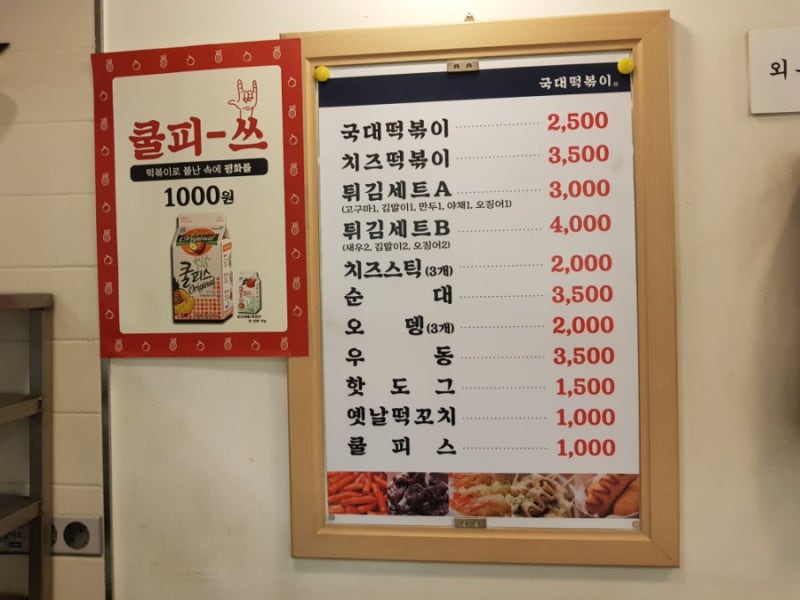 쿨피-쓰
떡볶이로 불난 속에 평화를
1000원
Original
쿨피스
Original
국대떡볶이
국대떡볶이 2,500
치즈떡볶이 3,500
튀김세트A 3,000
(고구마1, 김말이1, 만두1, 야채1, 오징어1)
튀김세트B 4,000
(새우2, 김말이2, 오징어2)
치즈스틱(3개) 2,000
순대 3,500
오뎅(3개) 2,000
우동 3,500
핫도그 1,500
옛날떡꼬치 1,000
쿨피스 1,000
외